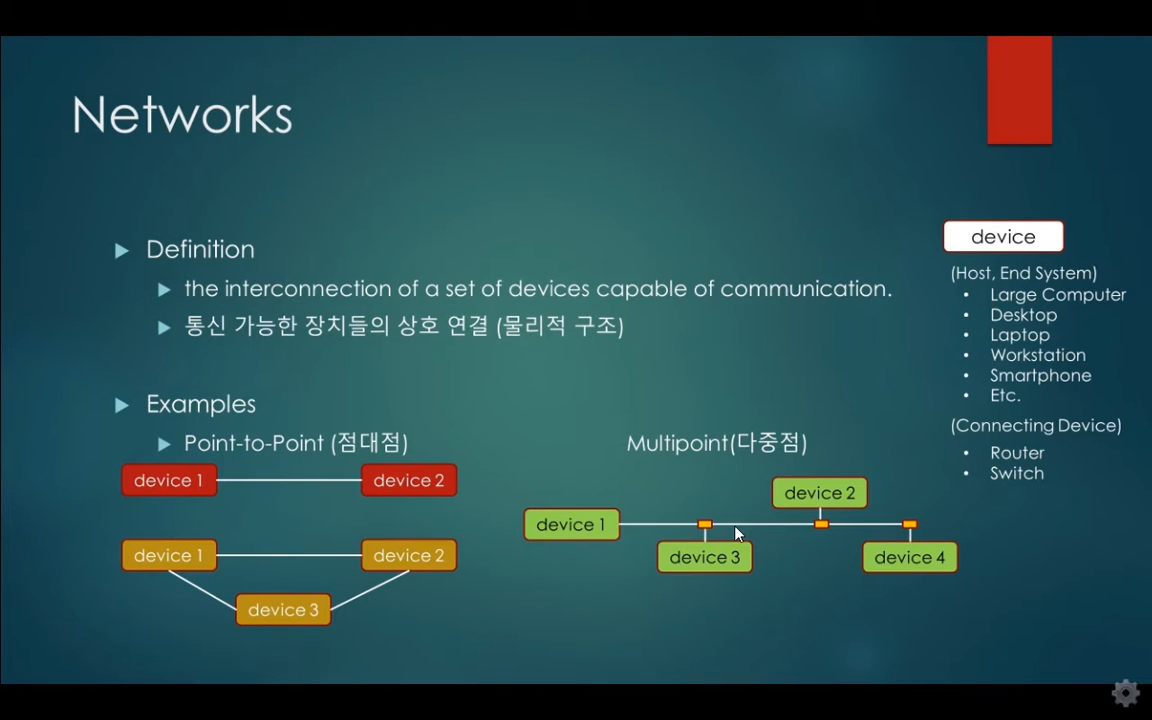 Networks
Definition
the interconnection of a set of devices capable of communication.
통신 가능한 장치들의 상호 연결 (물리적 구조)
Examples
Point-to-Point (점대점)
device 1
device 2
device 1
device 2
device 3
Multipoint(다중점)
device 2
device 1
device 3
device 4
device
(Host, End System)
• Large Computer
• Desktop
• Laptop
• Workstation
• Smartphone
• Etc.
(Connecting Device)
• Router
• Switch